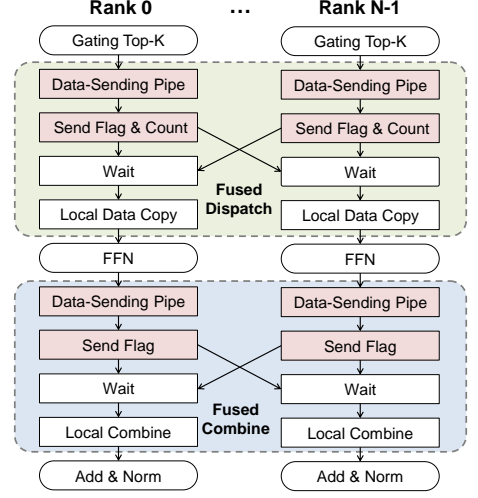 Rank 0 ... Rank N-1
Gating Top-K Gating Top-K
Data-Sending Pipe Data-Sending Pipe
Send Flag & Count Send Flag & Count
Wait Wait
Fused
Dispatch
Local Data Copy Local Data Copy
FFN FFN
Data-Sending Pipe Data-Sending Pipe
Send Flag Send Flag
Wait Wait
Fused
Combine
Local Combine Local Combine
Add & Norm Add & Norm